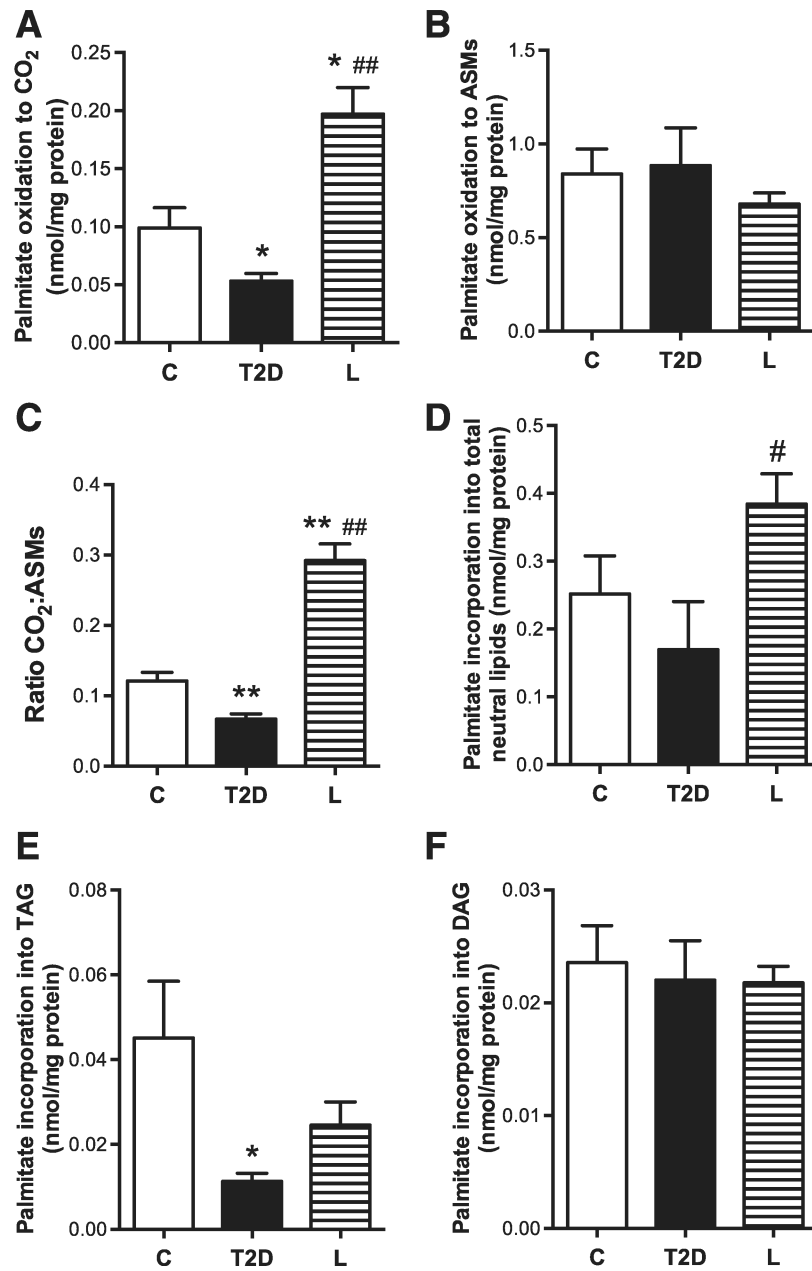 A
Palmitate oxidation to CO₂
(nmol/mg protein)
0.25
0.20
0.15
0.10
0.05
0.00
*
* ##
C
T2D
L
B
Palmitate oxidation to ASMs
(nmol/mg protein)
1.5
1.0
0.5
0.0
C
T2D
L
C
Ratio CO₂:ASMs
0.4
0.3
0.2
0.1
0.0
**
** ##
C
T2D
L
D
Palmitate incorporation into total
neutral lipids (nmol/mg protein)
0.5
0.4
0.3
0.2
0.1
0.0
#
C
T2D
L
E
Palmitate incorporation into TAG
(nmol/mg protein)
0.08
0.06
0.04
0.02
0.00
*
C
T2D
L
F
Palmitate incorporation into DAG
(nmol/mg protein)
0.03
0.02
0.01
0.00
C
T2D
L